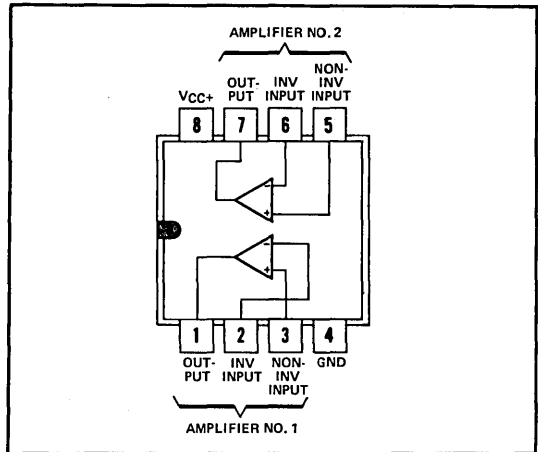 AMPLIFIER NO. 2
VCC+
OUT-
PUT
INV
INPUT
NON-
INV
INPUT
8 7 6 5
-
+
-
+
1 2 3 4
OUT-
PUT
INV
INPUT
NON-
INV
INPUT
GND
AMPLIFIER NO. 1